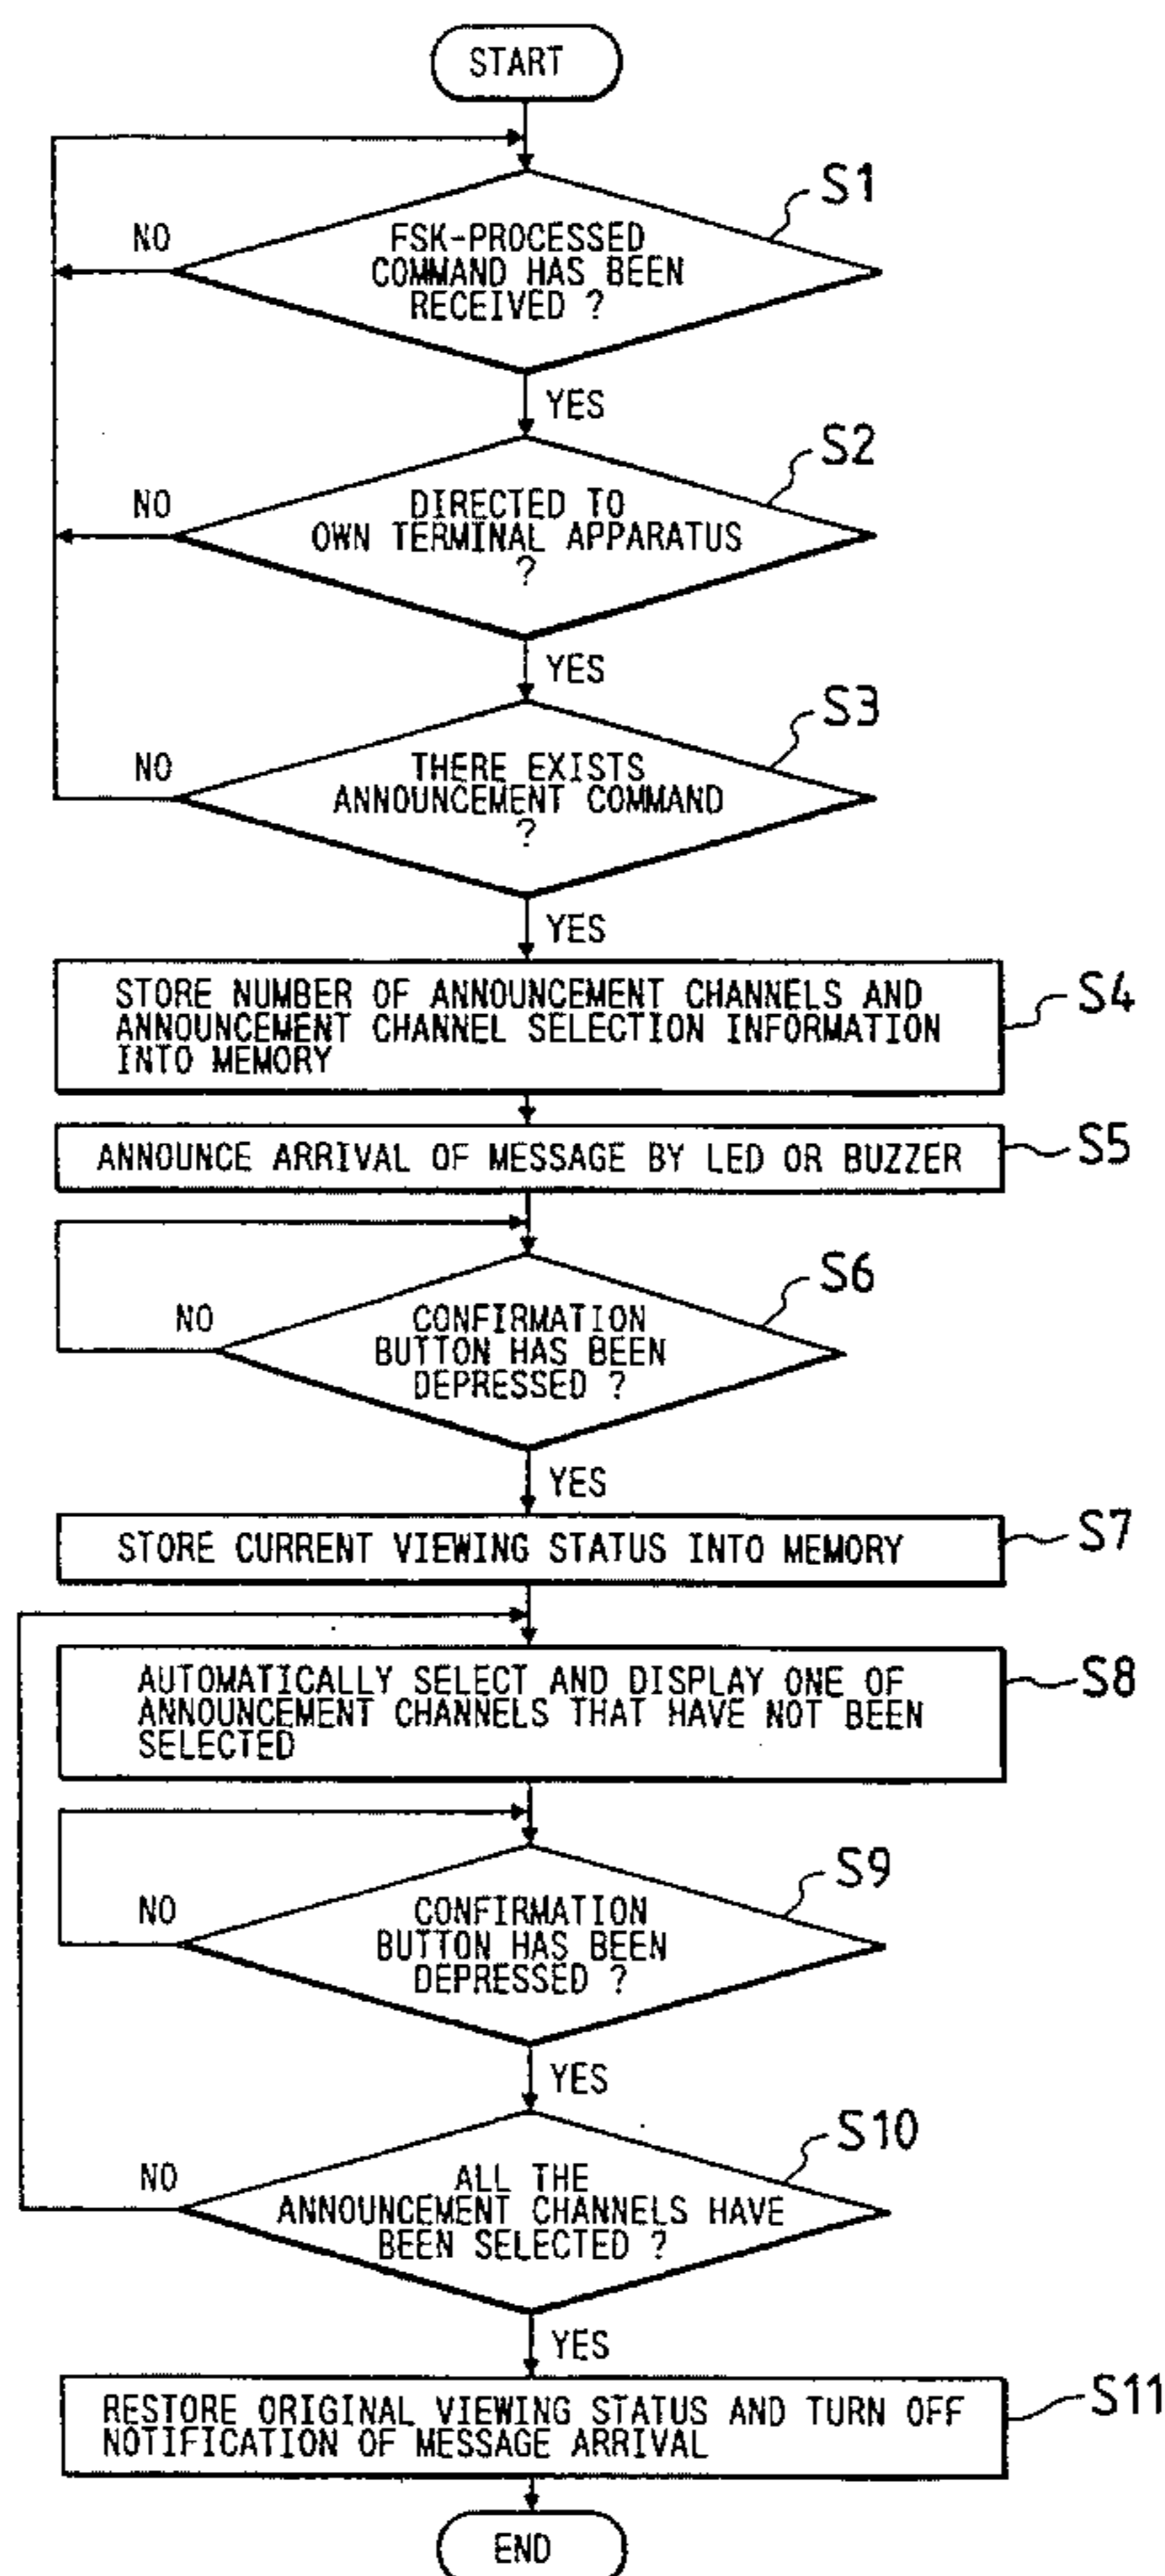 START
S1
FSK-PROCESSED
COMMAND HAS BEEN
RECEIVED ?
NO
YES
S2
DIRECTED TO
OWN TERMINAL APPARATUS
?
NO
YES
S3
THERE EXISTS
ANNOUNCEMENT COMMAND
?
NO
YES
STORE NUMBER OF ANNOUNCEMENT CHANNELS AND
ANNOUNCEMENT CHANNEL SELECTION INFORMATION
INTO MEMORY
S4
ANNOUNCE ARRIVAL OF MESSAGE BY LED OR BUZZER
S5
S6
CONFIRMATION
BUTTON HAS BEEN
DEPRESSED ?
NO
YES
STORE CURRENT VIEWING STATUS INTO MEMORY
S7
AUTOMATICALLY SELECT AND DISPLAY ONE OF
ANNOUNCEMENT CHANNELS THAT HAVE NOT BEEN
SELECTED
S8
S9
CONFIRMATION
BUTTON HAS BEEN
DEPRESSED ?
NO
YES
S10
ALL THE
ANNOUNCEMENT CHANNELS HAVE
BEEN SELECTED ?
NO
YES
RESTORE ORIGINAL VIEWING STATUS AND TURN OFF
NOTIFICATION OF MESSAGE ARRIVAL
S11
END